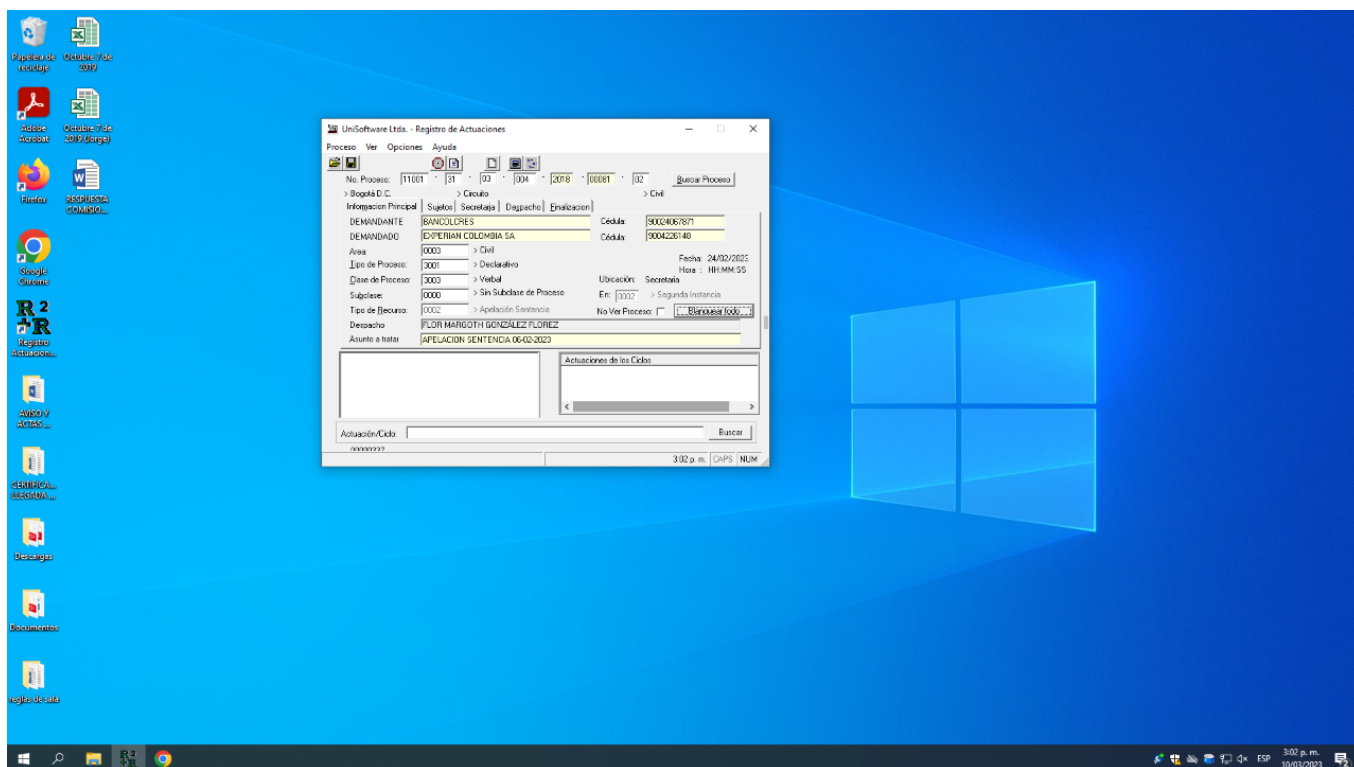 Papelera de reciclaje
Octubre 7 de 2019
Adobe Acrobat
Octubre 7 de 2019 (Jorge)
Firefox
RESPUESTA COMISIO...
Google Chrome
Registro Actuacion...
AVISO Y ACTAS ...
CERTIFICA... LLEGADA ...
Descargas
Documentos
reglas de sala
UniSoftware Ltda. - Registro de Actuaciones
Proceso Ver Opciones Ayuda
No. Proceso: 11001 - 31 - 03 - 004 - 2018 - 00081 - 02 Buscar Proceso
> Bogotá D.C. > Circuito > Civil
Informacion Principal Sujetos Secretaria Despacho Finalizacion
DEMANDANTE BANCOLCRES Cédula: 90024067871
DEMANDADO EXPERIAN COLOMBIA SA Cédula: 9004226148
Area: 0003 > Civil
Fecha: 24/02/2023
Tipo de Proceso: 3001 > Declarativo
Hora : HH:MM:SS
Clase de Proceso: 3003 > Verbal Ubicación: Secretaria
Subclase: 0000 > Sin Subclase de Proceso En: 0002 > Segunda Instancia
Tipo de Recurso: 0002 > Apelación Sentencia No Ver Proceso: Blanquear todo
Despacho FLOR MARGOTH GONZÁLEZ FLOREZ
Asunto a tratar APELACION SENTENCIA 06-02-2023
Actuaciones de los Ciclos
Actuación/Ciclo: Buscar
3:02 p. m. CAPS NUM
ESP 3:02 p. m.
10/03/2023